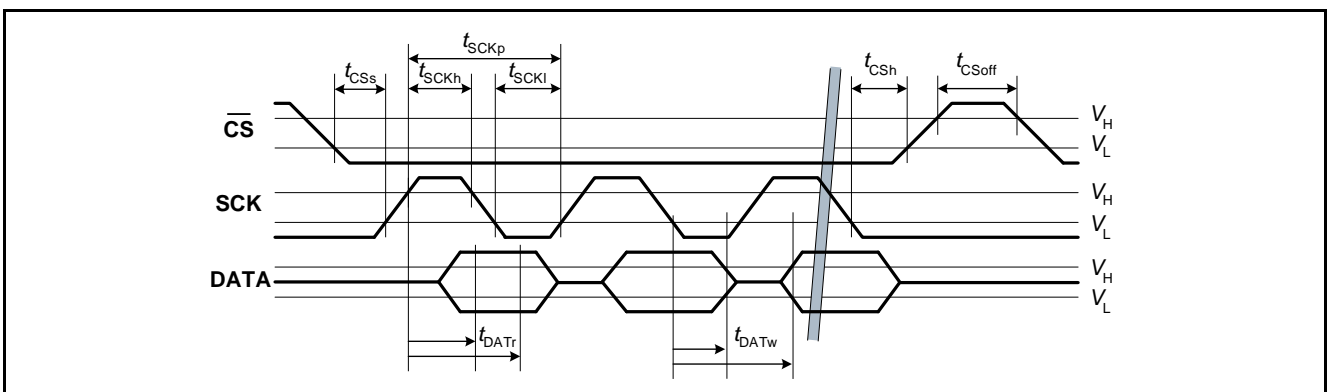 tSCKp
tCSs tSCKh tSCKl tCSh tCSoff
CS VH
VL
SCK VH
VL
DATA VH
VL
tDATr tDATw